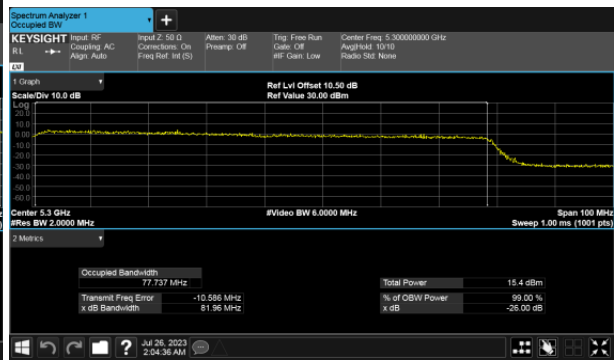 Spectrum Analyzer 1
Occupied BW
+
KEYSIGHT Input: RF Input Z: 50 Ω Atten: 30 dB Trig: Free Run Center Freq: 5.300000000 GHz
RL Coupling: AC Corrections: On Preamp: Off Gate: Off Avg|Hold: 10/10
Align: Auto Freq Ref: Int (S) #IF Gain: Low Radio Std: None
1 Graph
Ref Lvl Offset 10.50 dB
Scale/Div 10.0 dB Ref Value 30.00 dBm
Log
20.0
10.0
0.00
-10.0
-20.0
-30.0
-40.0
-50.0
-60.0
Center 5.3 GHz #Video BW 6.0000 MHz Span 100 MHz
#Res BW 2.0000 MHz Sweep 1.00 ms (1001 pts)
2 Metrics
Occupied Bandwidth
77.737 MHz Total Power 15.4 dBm
Transmit Freq Error -10.586 MHz % of OBW Power 99.00 %
x dB Bandwidth 81.96 MHz x dB -26.00 dB
? Jul 26, 2023
2:04:36 AM